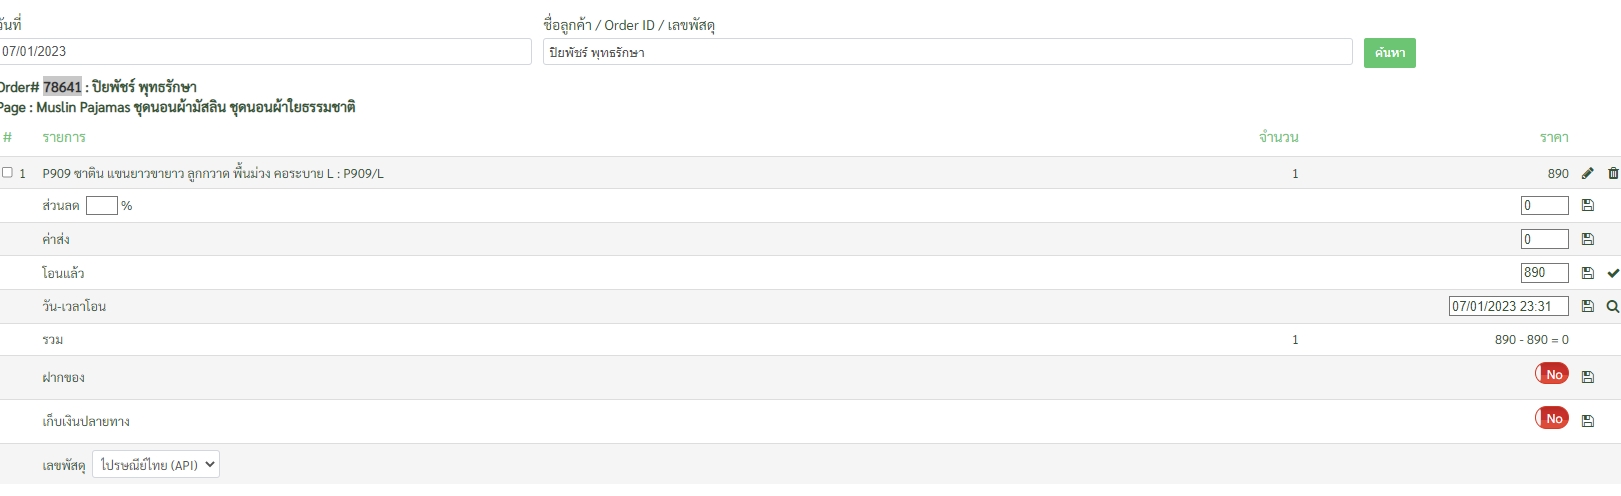 วันที่ ชื่อลูกค้า / Order ID / เลขพัสดุ
07/01/2023 ปิยพัชร์ พุทธรักษา ค้นหา
Order# 78641 : ปิยพัชร์ พุทธรักษา
Page : Muslin Pajamas ชุดนอนผ้ามัสลิน ชุดนอนผ้าใยธรรมชาติ
# รายการ จำนวน ราคา
1 P909 ซาติน แขนยาวขายาว ลูกกวาด พื้นม่วง คอระบาย L : P909/L 1 890
ส่วนลด % 0
ค่าส่ง 0
โอนแล้ว 890
วัน-เวลาโอน 07/01/2023 23:31
รวม 1 890 - 890 = 0
ฝากของ No
เก็บเงินปลายทาง No
เลขพัสดุ ไปรษณีย์ไทย (API)